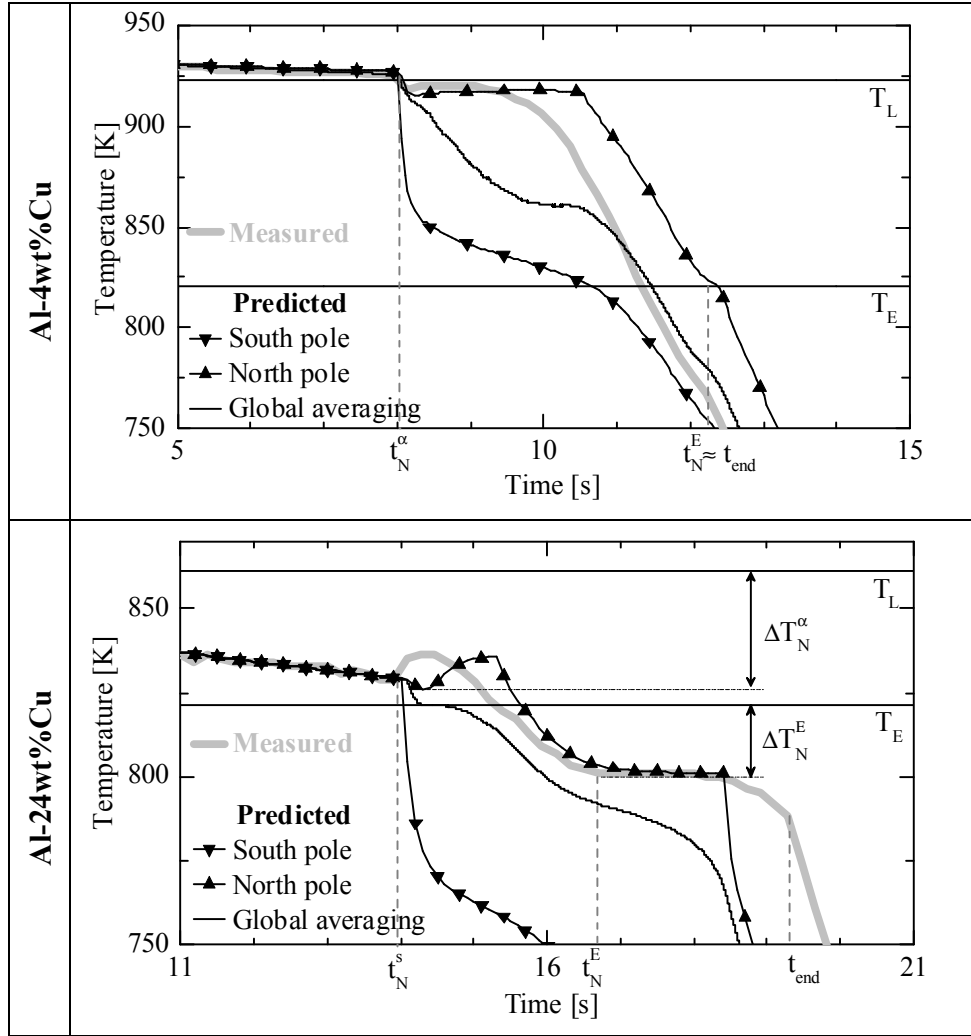 Al-4wt%Cu
Temperature [K]
950
900
850
800
750
T_L
T_E
Measured
Predicted
South pole
North pole
Global averaging
5
10
15
t_N^α
t_N^E ≈ t_end
Time [s]
Al-24wt%Cu
Temperature [K]
850
800
750
T_L
ΔT_N^α
T_E
ΔT_N^E
Measured
Predicted
South pole
North pole
Global averaging
11
16
21
t_N^s
t_N^E
t_end
Time [s]